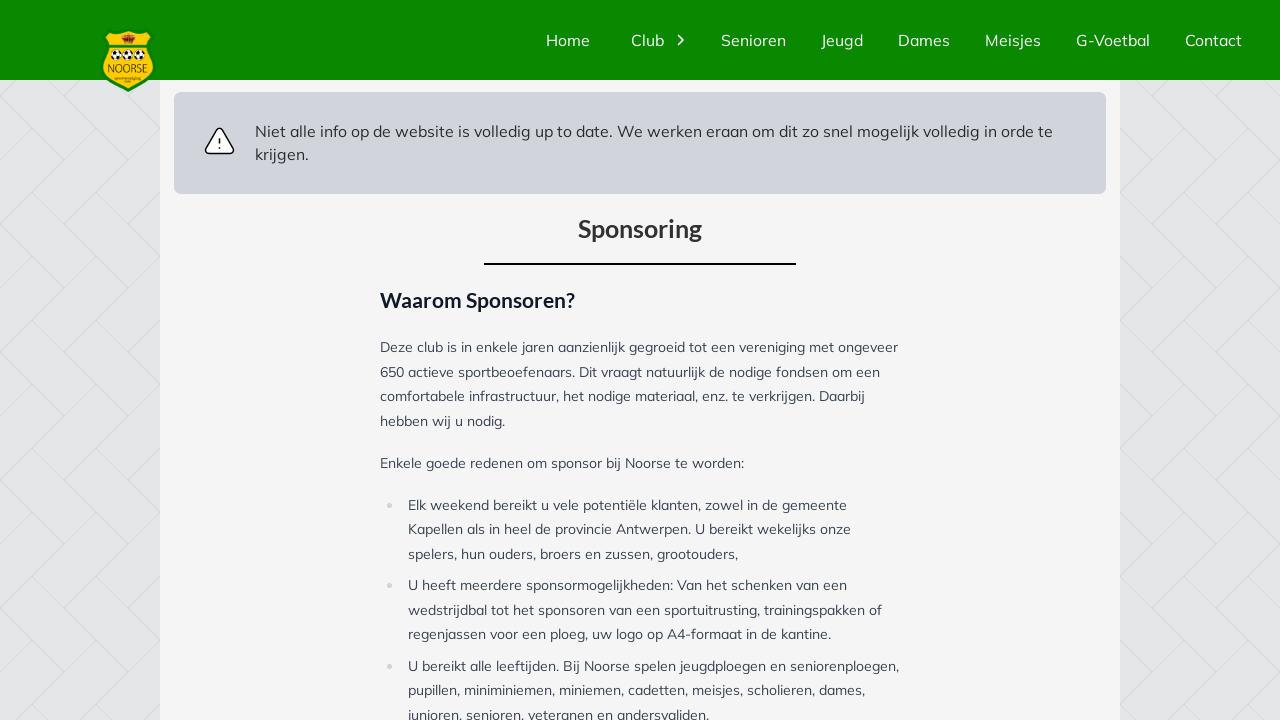 NOORSE
Home
Club
Senioren
Jeugd
Dames
Meisjes
G-Voetbal
Contact
Niet alle info op de website is volledig up to date. We werken eraan om dit zo snel mogelijk volledig in orde te
krijgen.
Sponsoring
Waarom Sponsoren?
Deze club is in enkele jaren aanzienlijk gegroeid tot een vereniging met ongeveer
650 actieve sportbeoefenaars. Dit vraagt natuurlijk de nodige fondsen om een
comfortabele infrastructuur, het nodige materiaal, enz. te verkrijgen. Daarbij
hebben wij u nodig.
Enkele goede redenen om sponsor bij Noorse te worden:
Elk weekend bereikt u vele potentiële klanten, zowel in de gemeente
Kapellen als in heel de provincie Antwerpen. U bereikt wekelijks onze
spelers, hun ouders, broers en zussen, grootouders,
U heeft meerdere sponsormogelijkheden: Van het schenken van een
wedstrijdbal tot het sponsoren van een sportuitrusting, trainingspakken of
regenjassen voor een ploeg, uw logo op A4-formaat in de kantine.
U bereikt alle leeftijden. Bij Noorse spelen jeugdploegen en seniorenploegen,
pupillen, miniminiemen, miniemen, cadetten, meisjes, scholieren, dames,
junioren, senioren, veteranen en andersvaliden.